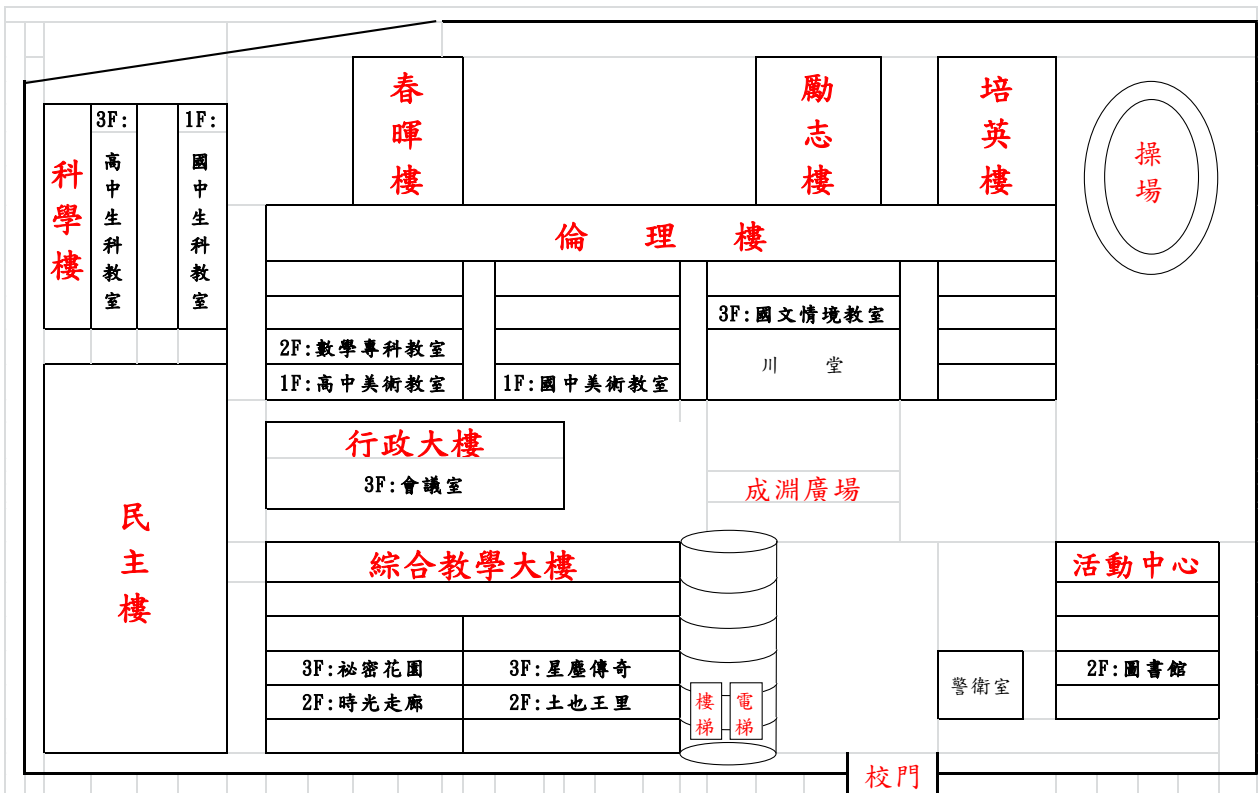 春暉樓
勵志樓
培英樓
操場
科學樓
3F:高中生科教室
1F:國中生科教室
倫理樓
3F:國文情境教室
2F:數學專科教室
川堂
1F:高中美術教室
1F:國中美術教室
行政大樓
3F:會議室
成淵廣場
民主樓
綜合教學大樓
活動中心
3F:祕密花園
3F:星塵傳奇
2F:圖書館
警衛室
2F:時光走廊
2F:土也王里
樓梯
電梯
校門